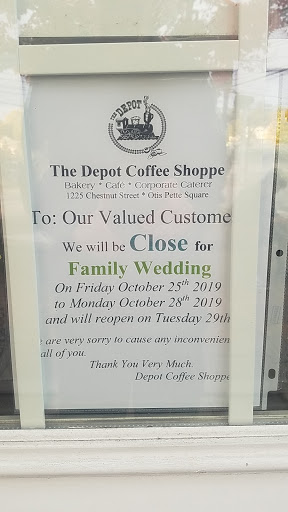 THE DEPOT
The Depot Coffee Shoppe
Bakery * Café * Corporate Caterer
1225 Chestnut Street * Otis Pette Square
To: Our Valued Custome
We will be Close for
Family Wedding
On Friday October 25th 2019
to Monday October 28th 2019
and will reopen on Tuesday 29th
e are very sorry to cause any inconvenien
all of you.
Thank You Very Much.
Depot Coffee Shoppe